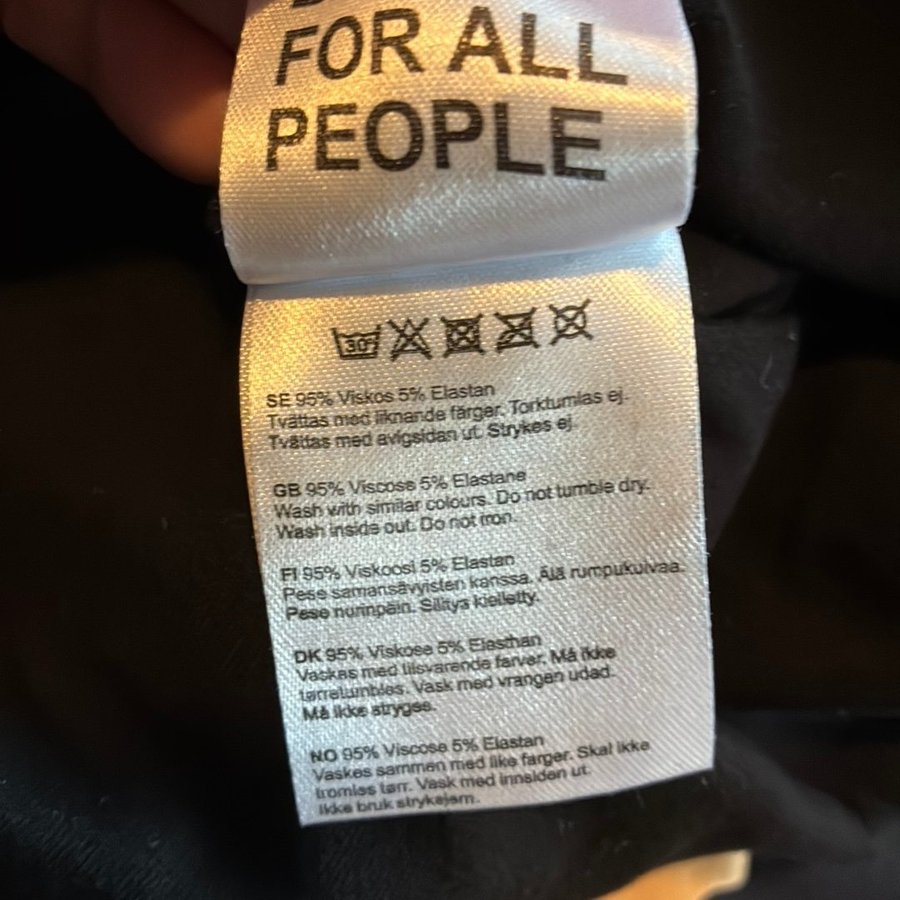 FOR ALL
PEOPLE
30°
SE 95% Viskos 5% Elastan
Tvättas med liknande färger. Torktumlas ej.
Tvättas med avigsidan ut. Strykes ej.
GB 95% Viscose 5% Elastane
Wash with similar colours. Do not tumble dry.
Wash inside out. Do not iron.
FI 95% Viskoosi 5% Elastan
Pese samansävyisten kanssa. Älä rumpukuivaa.
Pese nurinpäin. Silitys kielletty.
DK 95% Viskose 5% Elasthan
Vaskes med tilsvarende farver. Må ikke
tørretumbles. Vask med vrangen udad.
Må ikke stryges.
NO 95% Viscose 5% Elastan
Vaskes sammen med like farger. Skal ikke
tromles tørr. Vask med innsiden ut.
Ikke bruk strykejern.